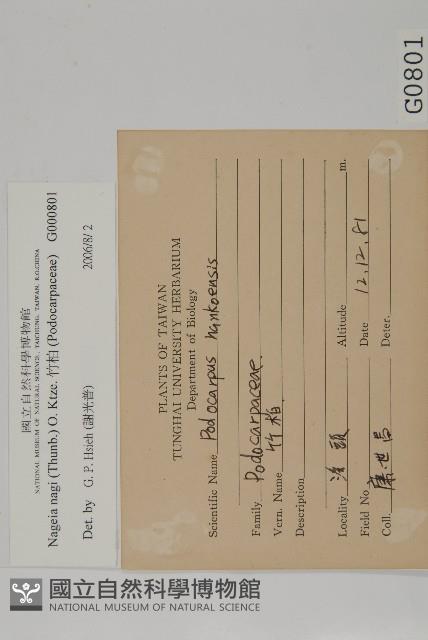 G0801
國立自然科學博物館
NATIONAL MUSEUM OF NATURAL SCIENCE, TAICHUNG, TAIWAN, R.O.CHINA
Nageia nagi (Thunb.) O. Ktze. 竹柏 (Podocarpaceae) G000801
Det. by G. P. Hsieh (謝光普) 2006/8/ 2
PLANTS OF TAIWAN
TUNGHAI UNIVERSITY HERBARIUM
Department of Biology
Scientific Name Podocarpus nankoensis
Family Podocarpaceae
Vern. Name 竹柏
Description
Locality 溪頭 Altitude m.
Field No Date 12.12.81
Coll. Deter.
國立自然科學博物館
NATIONAL MUSEUM OF NATURAL SCIENCE